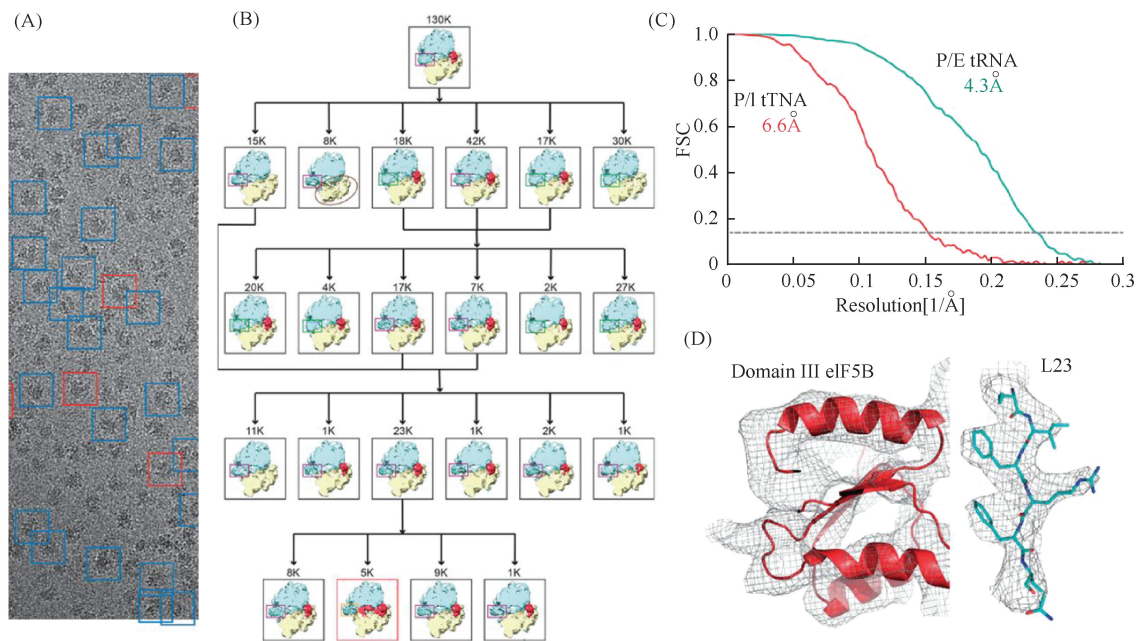 (A)
(B)
130K
15K 8K 18K 42K 17K 30K
20K 4K 17K 7K 2K 27K
11K 1K 23K 1K 2K 1K
8K 5K 9K 1K
(C)
1.0
0.8
0.6
0.4
0.2
0
FSC
P/E tRNA
4.3Å
P/I tTNA
6.6Å
0 0.05 0.1 0.15 0.2 0.25 0.3
Resolution[1/Å]
(D)
Domain III eIF5B
L23